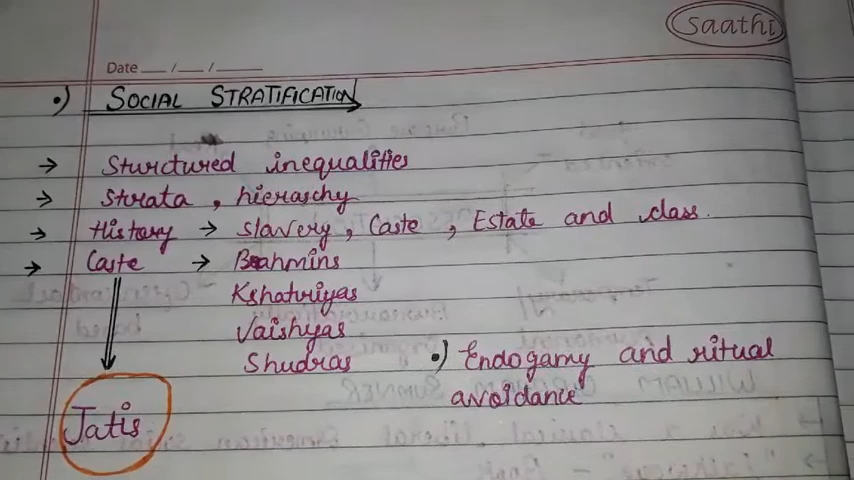 saathi
Date ___/___/______
•) SOCIAL STRATIFICATION
→ Sturctured inequalities
→ Strata, hierarchy
→ History → slavery, Caste, Estate and class.
→ Caste → Brahmins
Kshatriyas
Vaishyas
Shudras
•) Endogamy and ritual
avoidance
Jatis